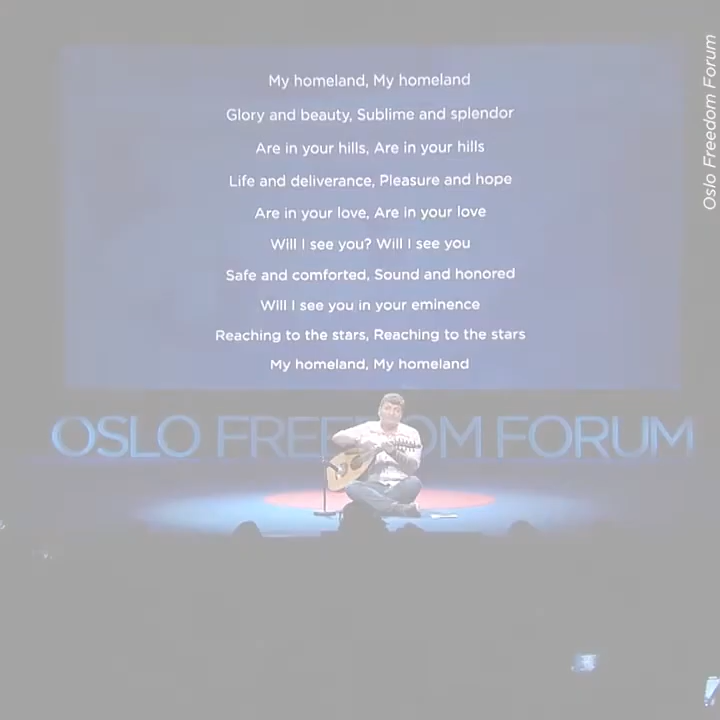 My homeland, My homeland
Glory and beauty, Sublime and splendor
Are in your hills, Are in your hills
Life and deliverance, Pleasure and hope
Are in your love, Are in your love
Will I see you? Will I see you
Safe and comforted, Sound and honored
Will I see you in your eminence
Reaching to the stars, Reaching to the stars
My homeland, My homeland
OSLO FREEDOM FORUM
Oslo Freedom Forum